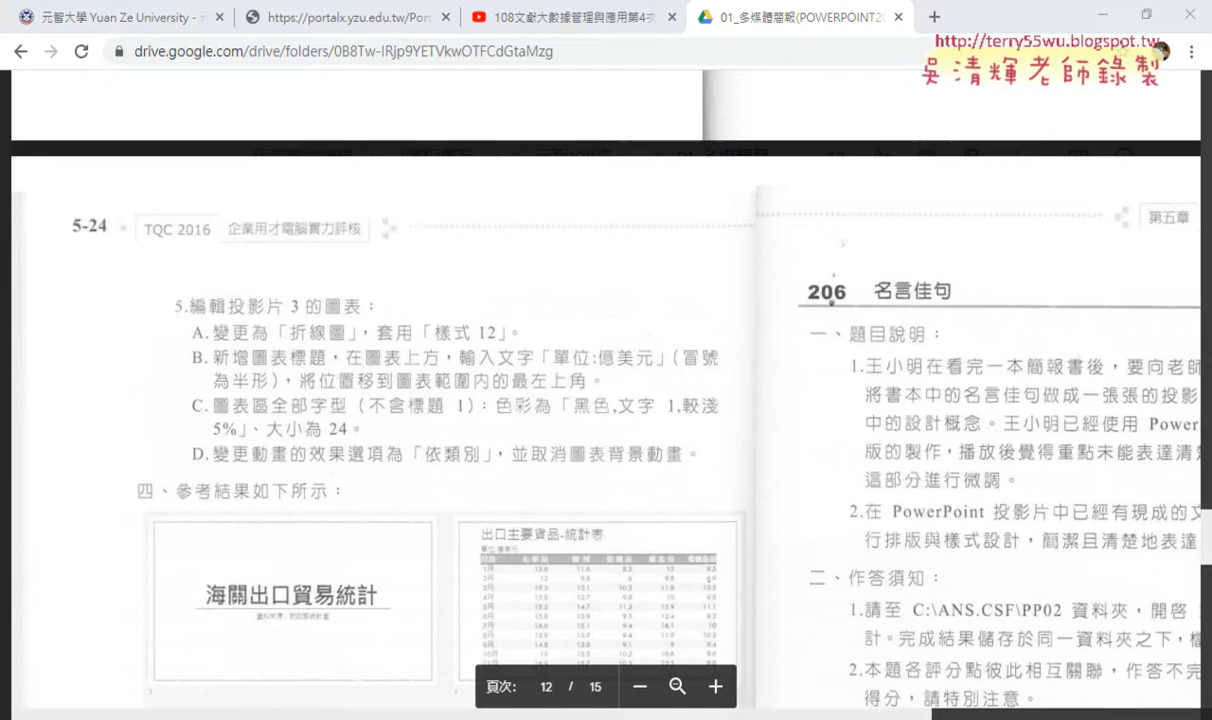 元智大學 Yuan Ze University -
https://portalx.yzu.edu.tw/Port
108文獻大數據管理與應用第4次
01_多媒體簡報(POWERPOINT20
drive.google.com/drive/folders/0B8Tw-IRjp9YETVkwOTFCdGtaMzg
http://terry55wu.blogspot.tw
吳清輝老師錄製
5-24 TQC 2016 企業用才電腦實力評核
5.編輯投影片 3 的圖表：
A.變更為「折線圖」，套用「樣式 12」。
B.新增圖表標題，在圖表上方，輸入文字「單位:億美元」（冒號
為半形），將位置移到圖表範圍內的最左上角。
C.圖表區全部字型（不含標題 1）：色彩為「黑色,文字 1,較淺
5%」、大小為 24。
D.變更動畫的效果選項為「依類別」，並取消圖表背景動畫。
四、參考結果如下所示：
海關出口貿易統計
出口主要貨品-統計表
單位:億美元
第五章
206 名言佳句
一、題目說明：
1.王小明在看完一本簡報書後，要向老師
將書本中的名言佳句做成一張張的投影
中的設計概念。王小明已經使用 Power
版的製作，播放後覺得重點未能表達清楚
這部分進行微調。
2.在 PowerPoint 投影片中已經有現成的文
行排版與樣式設計，簡潔且清楚地表達
二、作答須知：
1.請至 C:\ANS.CSF\PP02 資料夾，開啓
計。完成結果儲存於同一資料夾之下，檔
2.本題各評分點彼此相互關聯，作答不完
得分，請特別注意。
頁次: 12 / 15